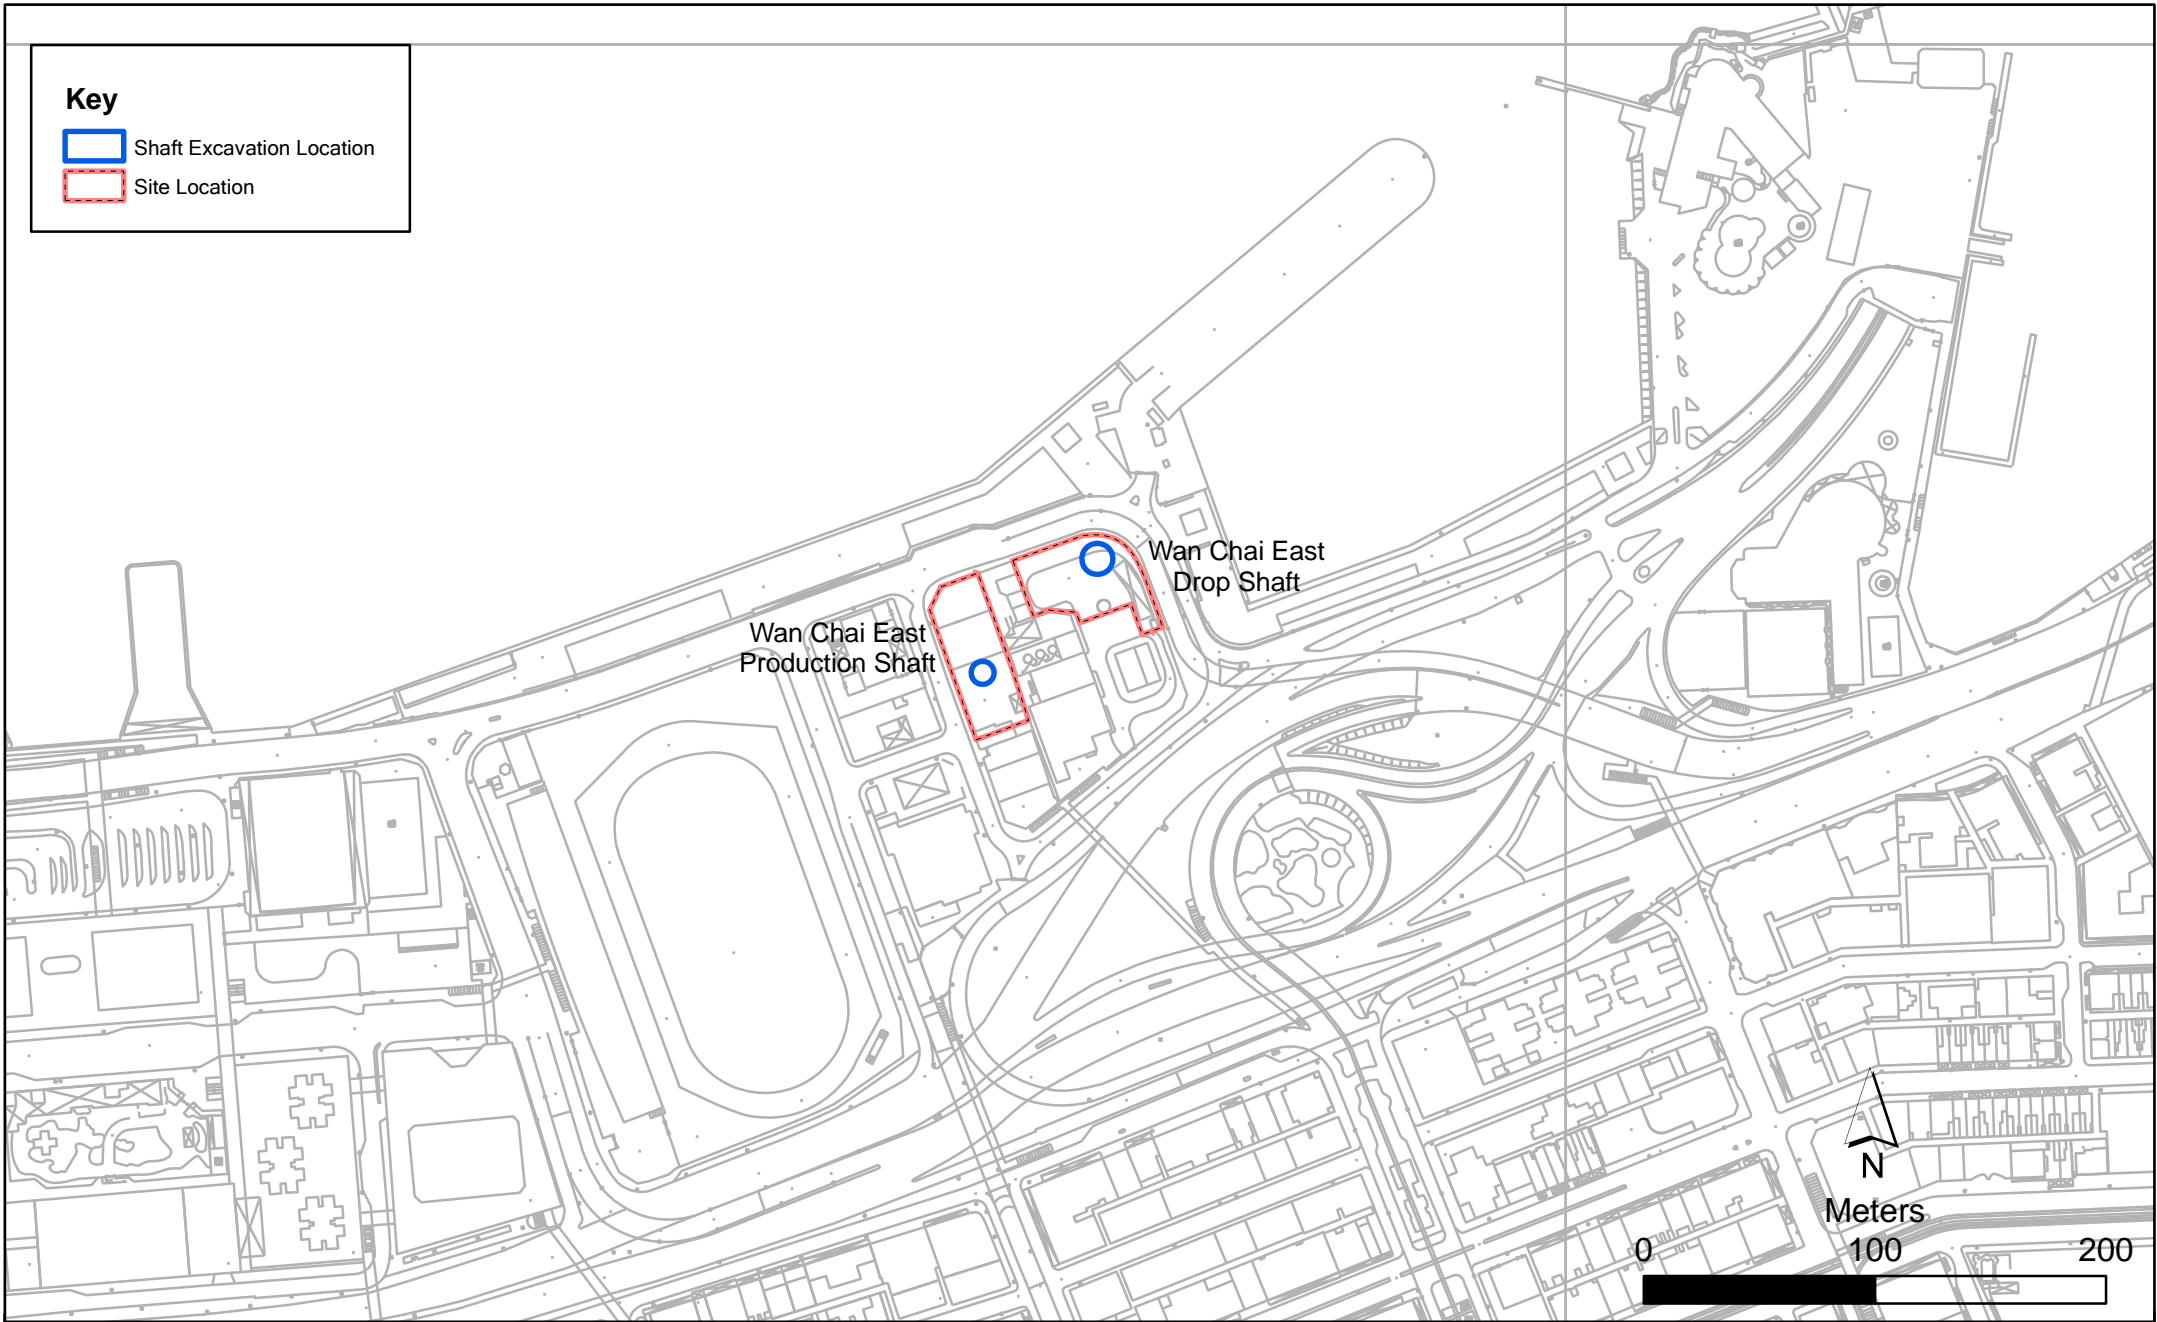 Key
Shaft Excavation Location
Site Location
Wan Chai East
Drop Shaft
Wan Chai East
Production Shaft
N
Meters
0 100 200